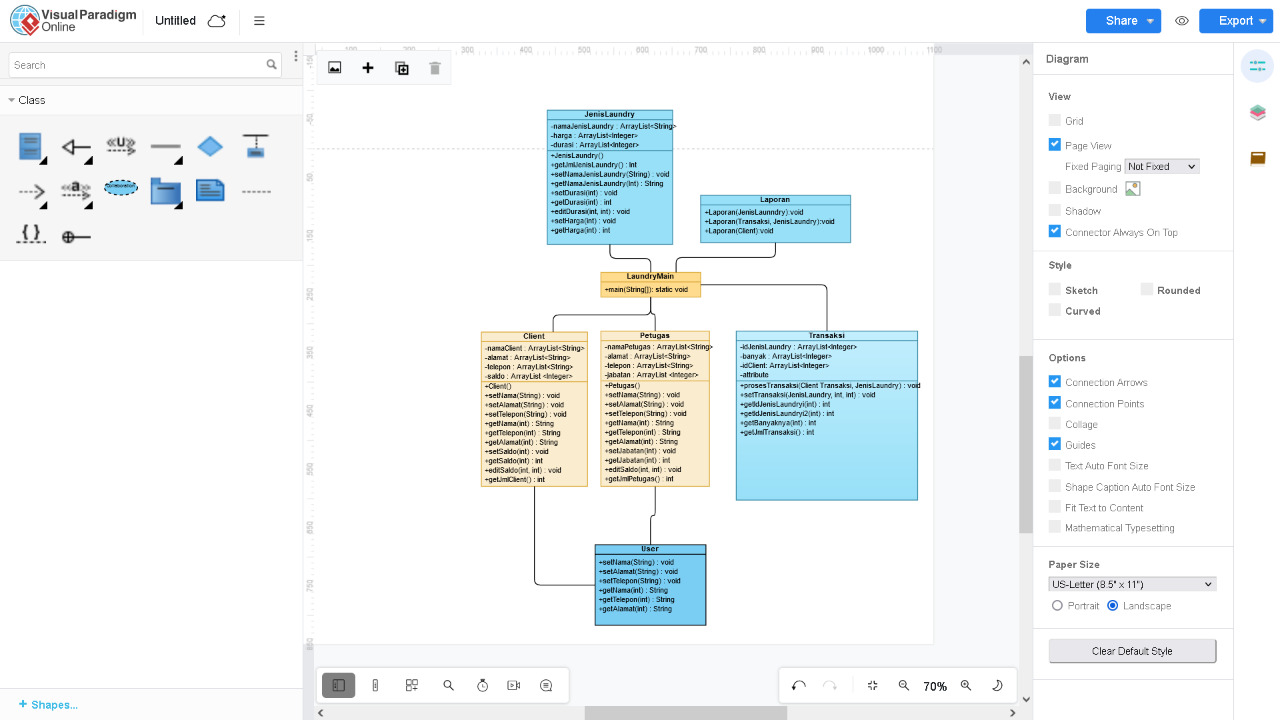 Visual Paradigm
Online
Untitled
Share
Export
Search
Class
<<U>>
<<a>>
Collaboration
{ }
+ Shapes...
100
200
300
400
500
600
700
800
900
1000
1100
JenisLaundry
-namaJenisLaundry : ArrayList<String>
-harga : ArrayList<Integer>
-durasi : ArrayList<Integer>
+JenisLaundry()
+getJmlJenisLaundry() : Int
+setNamaJenisLaundry(String) : void
+getNamaJenisLaundry(Int) : String
+setDurasi(int) : void
+getDurasi(int) : int
+editDurasi(int, int) : void
+setHarga(int) : void
+getHarga(int) : int
Laporan
+Laporan(JenisLaunndry):void
+Laporan(Transaksi, JenisLaundry):void
+Laporan(Client):void
LaundryMain
+main(String[]): static void
Client
-namaClient : ArrayList<String>
-alamat : ArrayList<String>
-telepon : ArrayList<String>
-saldo : ArrayList <Integer>
+Client()
+setNama(String) : void
+setAlamat(String) : void
+setTelepon(String) : void
+getNama(int) : String
+getTelepon(int) : String
+getAlamat(int) : String
+setSaldo(int) : void
+getSaldo(int) : int
+editSaldo(int, int) : void
+getJmlClient() : int
Petugas
-namaPetugas : ArrayList<String>
-alamat : ArrayList<String>
-telepon : ArrayList<String>
-jabatan : ArrayList <Integer>
+Petugas()
+setNama(String) : void
+setAlamat(String) : void
+setTelepon(String) : void
+getNama(int) : String
+getTelepon(int) : String
+getAlamat(int) : String
+setJabatan(int) : void
+getJabatan(int) : int
+editSaldo(int, int) : void
+getJmlPetugas() : int
Transaksi
-idJenisLaundry : ArrayList<Integer>
-banyak : ArrayList<Integer>
-idClient: ArrayList<Integer>
-attribute
+prosesTransaksi(Client Transaksi, JenisLaundry) : void
+setTransaksi(JenisLaundry, int, int) : void
+getIdJenisLaundryi(int) : int
+getIdJenisLaundryi2(int) : int
+getBanyaknya(int) : int
+getJmlTransaksi() : int
User
+setNama(String) : void
+setAlamat(String) : void
+setTelepon(String) : void
+getNama(int) : String
+getTelepon(int) : String
+getAlamat(int) : String
70%
Diagram
View
Grid
Page View
Fixed Paging Not Fixed
Background
Shadow
Connector Always On Top
Style
Sketch
Rounded
Curved
Options
Connection Arrows
Connection Points
Collage
Guides
Text Auto Font Size
Shape Caption Auto Font Size
Fit Text to Content
Mathematical Typesetting
Paper Size
US-Letter (8.5" x 11")
Portrait
Landscape
Clear Default Style